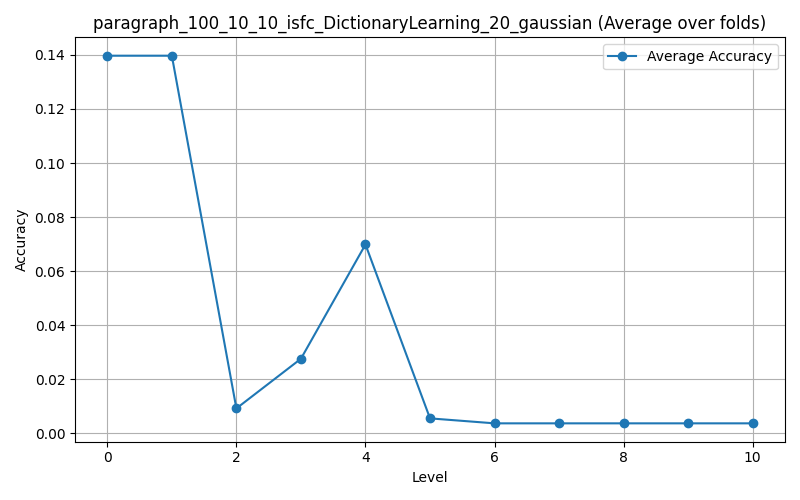 paragraph_100_10_10_isfc_DictionaryLearning_20_gaussian (Average over folds)
Average Accuracy
0.14
0.12
0.10
0.08
0.06
0.04
0.02
0.00
Accuracy
0 2 4 6 8 10
Level